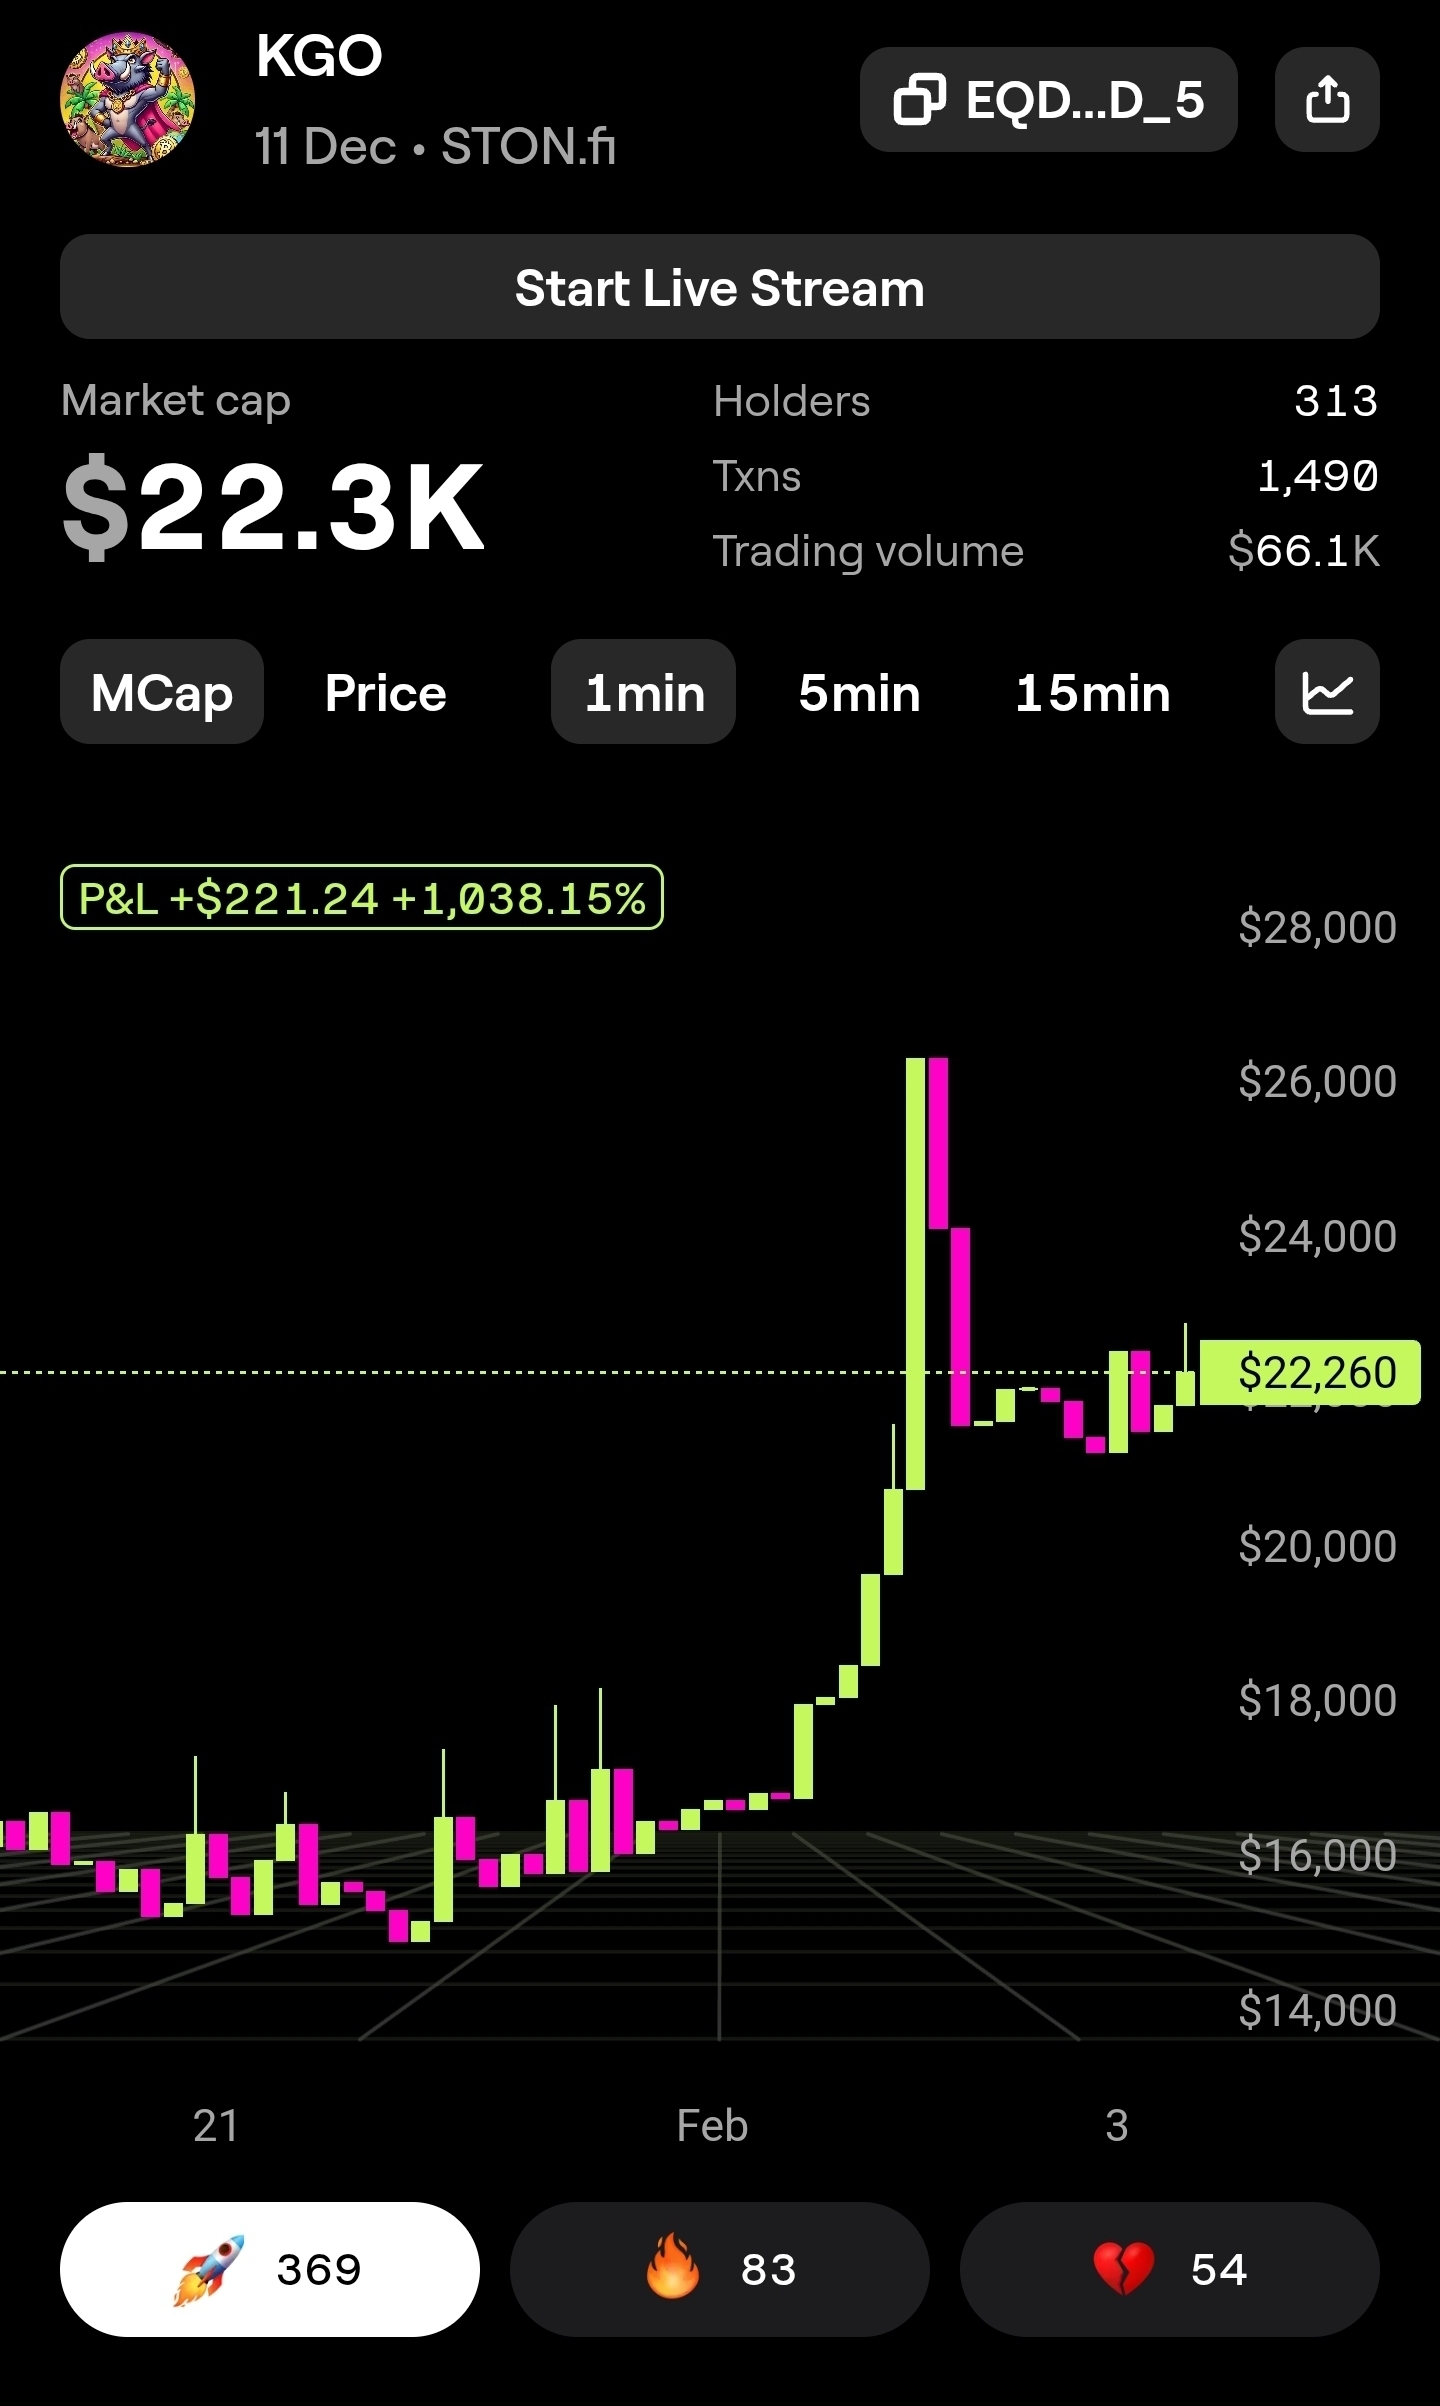 KGO
11 Dec • STON.fi
EQD...D_5
Start Live Stream
Market cap
$22.3K
Holders 313
Txns 1,490
Trading volume $66.1K
MCap Price 1min 5min 15min
P&L +$221.24 +1,038.15%
$28,000
$26,000
$24,000
$22,260
$20,000
$18,000
$16,000
$14,000
21 Feb 3
369 83 54